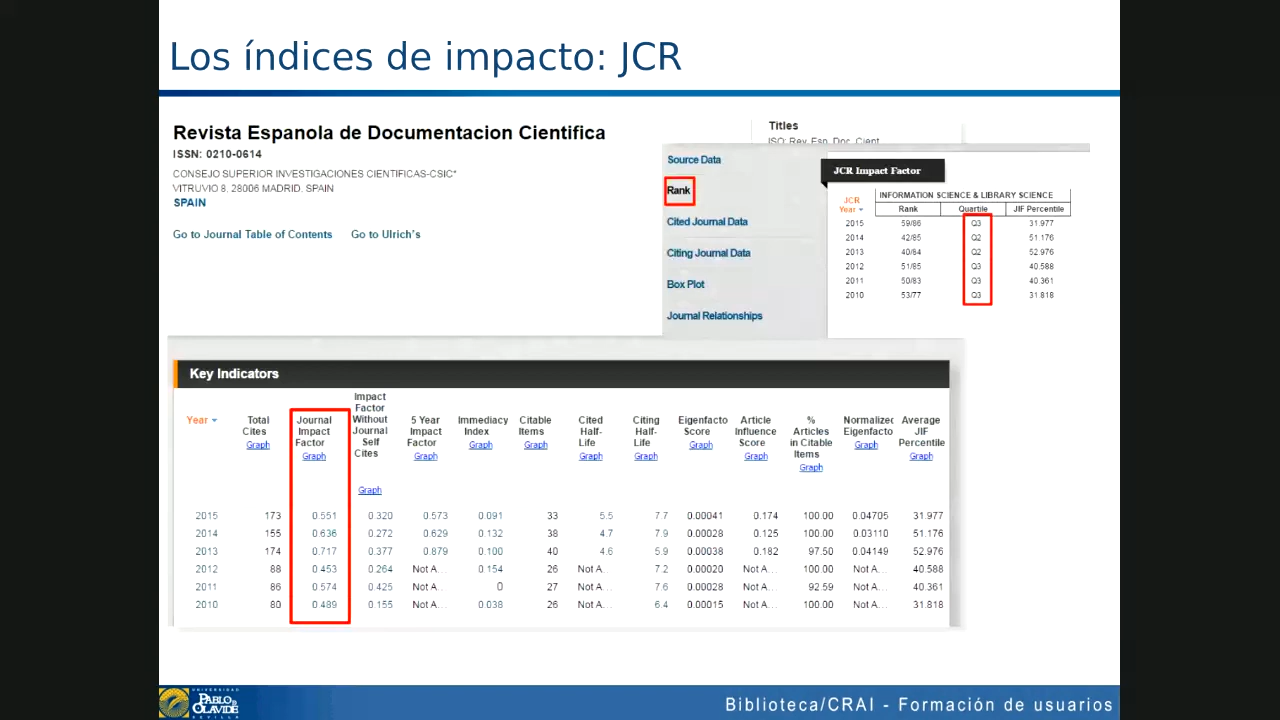 Los índices de impacto: JCR
Revista Espanola de Documentacion Cientifica
ISSN: 0210-0614
CONSEJO SUPERIOR INVESTIGACIONES CIENTIFICAS-CSIC*
VITRUVIO 8, 28006 MADRID, SPAIN
SPAIN
Go to Journal Table of Contents Go to Ulrich's
Titles
ISO: Rev. Esp. Doc. Cient.
Source Data
Rank
Cited Journal Data
Citing Journal Data
Box Plot
Journal Relationships
JCR Impact Factor
JCR Year INFORMATION SCIENCE & LIBRARY SCIENCE
Rank Quartile JIF Percentile
2015 59/86 Q3 31.977
2014 42/85 Q2 51.176
2013 40/84 Q2 52.976
2012 51/85 Q3 40.588
2011 50/83 Q3 40.361
2010 53/77 Q3 31.818
Key Indicators
Year Total Cites Graph Journal Impact Factor Graph Impact Factor Without Journal Self Cites Graph 5 Year Impact Factor Graph Immediacy Index Graph Citable Items Graph Cited Half-Life Graph Citing Half-Life Graph Eigenfacto Score Graph Article Influence Score Graph % Articles in Citable Items Graph Normalized Eigenfacto Graph Average JIF Percentile Graph
2015 173 0.551 0.320 0.573 0.091 33 5.5 7.7 0.00041 0.174 100.00 0.04705 31.977
2014 155 0.636 0.272 0.629 0.132 38 4.7 7.9 0.00028 0.125 100.00 0.03110 51.176
2013 174 0.717 0.377 0.879 0.100 40 4.6 5.9 0.00038 0.182 97.50 0.04149 52.976
2012 88 0.453 0.264 Not A... 0.154 26 Not A... 7.2 0.00020 Not A... 100.00 Not A... 40.588
2011 86 0.574 0.425 Not A... 0 27 Not A... 7.6 0.00028 Not A... 92.59 Not A... 40.361
2010 80 0.489 0.155 Not A... 0.038 26 Not A... 6.4 0.00015 Not A... 100.00 Not A... 31.818
UNIVERSIDAD
PABLO DE
OLAVIDE
SEVILLA
Biblioteca/CRAI - Formación de usuarios